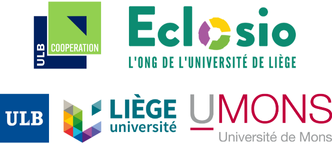 ULB
COOPERATION
Eclosio
L'ONG DE L'UNIVERSITÉ DE LIÈGE
ULB
LIÈGE
université
UMONS
Université de Mons